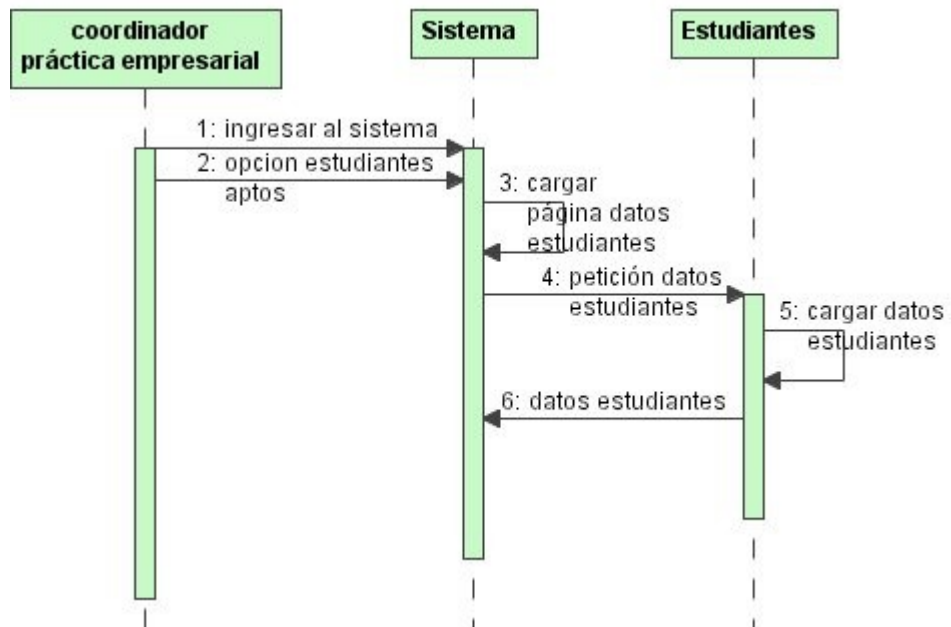 coordinador
práctica empresarial
Sistema
Estudiantes
1: ingresar al sistema
2: opcion estudiantes
aptos
3: cargar
página datos
estudiantes
4: petición datos
estudiantes
5: cargar datos
estudiantes
6: datos estudiantes